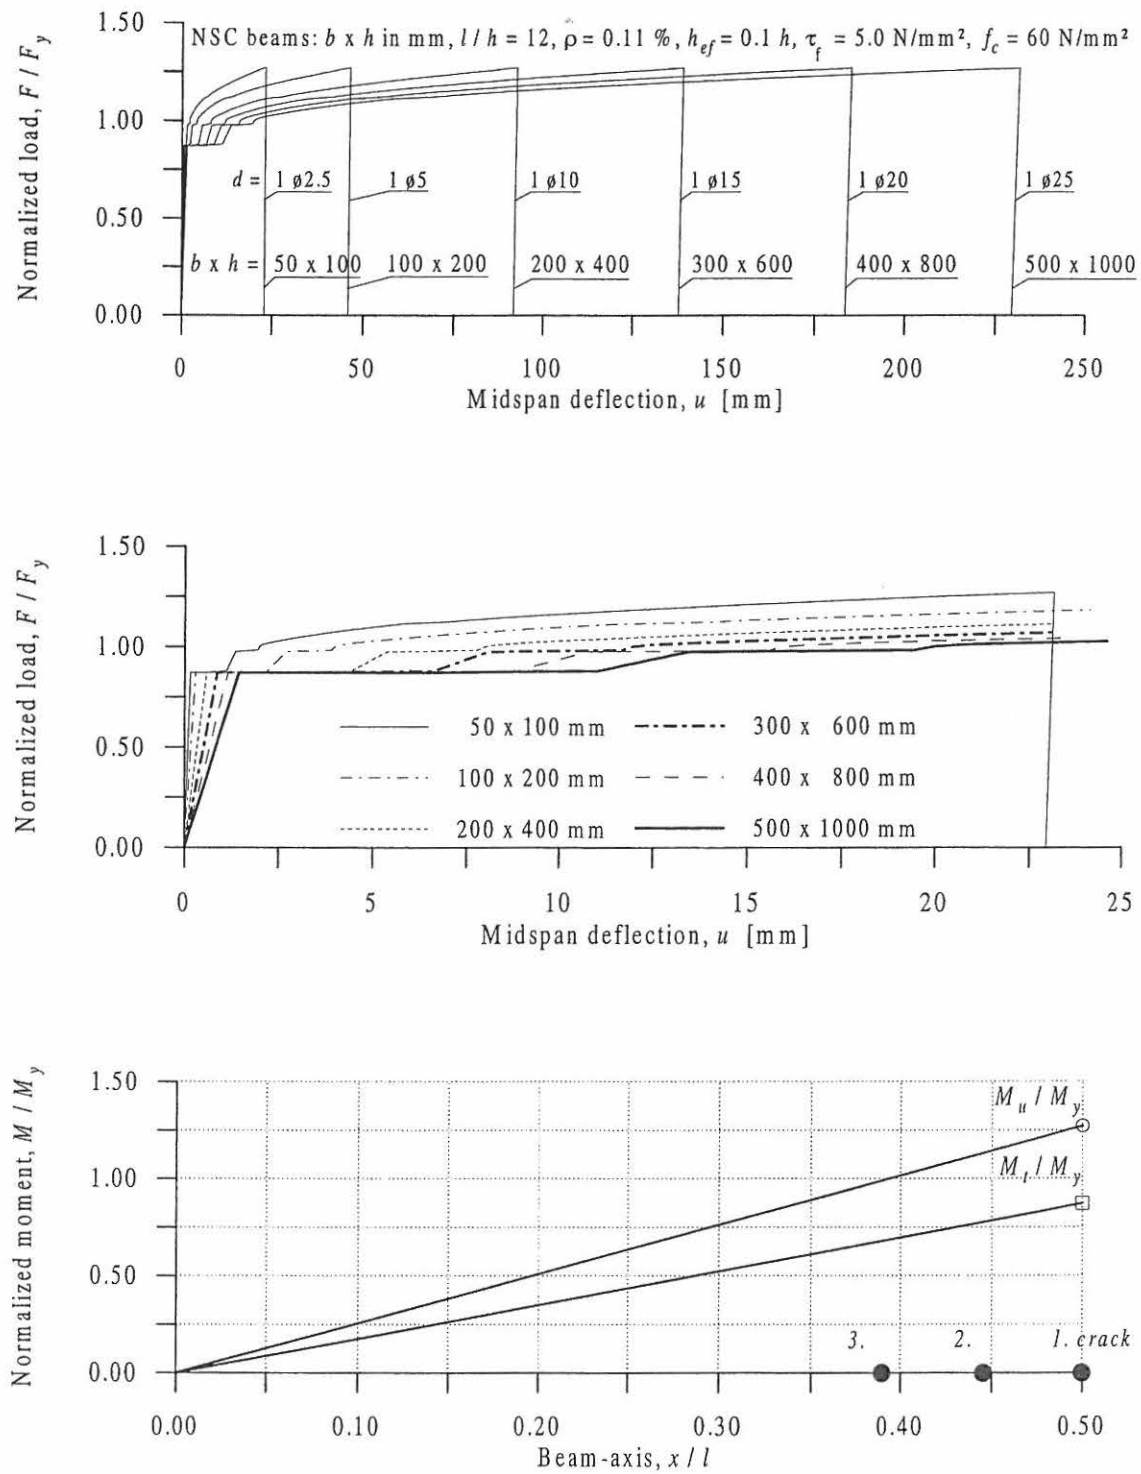 NSC beams: b x h in mm, l / h = 12, ρ = 0.11 %, h_ef = 0.1 h, τ_f = 5.0 N/mm², f_c = 60 N/mm²
Normalized load, F / F_y
1.50
1.00
0.50
0.00
d = 1 ø2.5 1 ø5 1 ø10 1 ø15 1 ø20 1 ø25
b x h = 50 x 100 100 x 200 200 x 400 300 x 600 400 x 800 500 x 1000
0 50 100 150 200 250
Midspan deflection, u [mm]
Normalized load, F / F_y
1.50
1.00
0.50
0.00
50 x 100 mm 300 x 600 mm
100 x 200 mm 400 x 800 mm
200 x 400 mm 500 x 1000 mm
0 5 10 15 20 25
Midspan deflection, u [mm]
Normalized moment, M / M_y
1.50
1.00
0.50
0.00
M_u / M_y
M_t / M_y
3. 2. 1. crack
0.00 0.10 0.20 0.30 0.40 0.50
Beam-axis, x / l